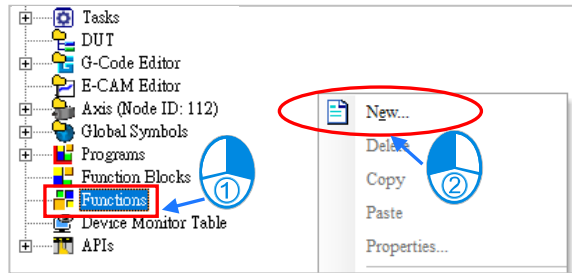 Tasks
DUT
G-Code Editor
E-CAM Editor
Axis (Node ID: 112)
Global Symbols
Programs
Function Blocks
Functions
Device Monitor Table
APIs
①
New...
Delete
Copy
②
Paste
Properties...